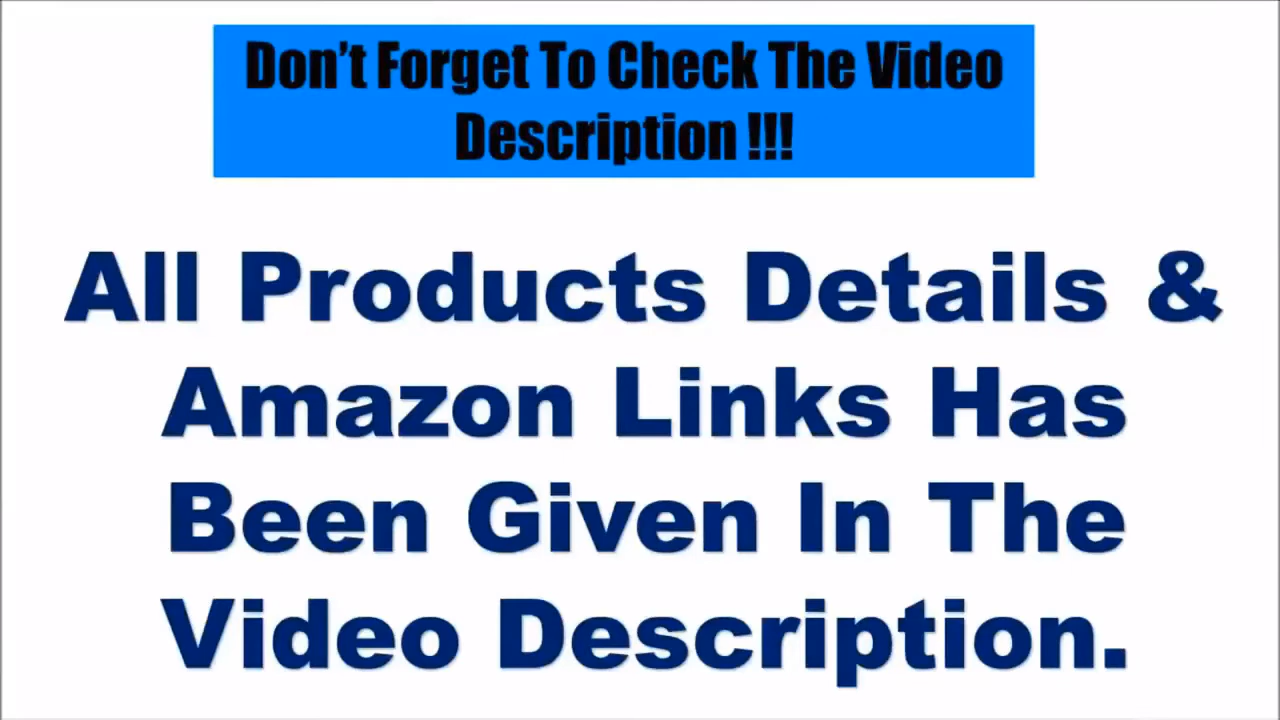 Don't Forget To Check The Video
Description !!!
All Products Details &
Amazon Links Has
Been Given In The
Video Description.